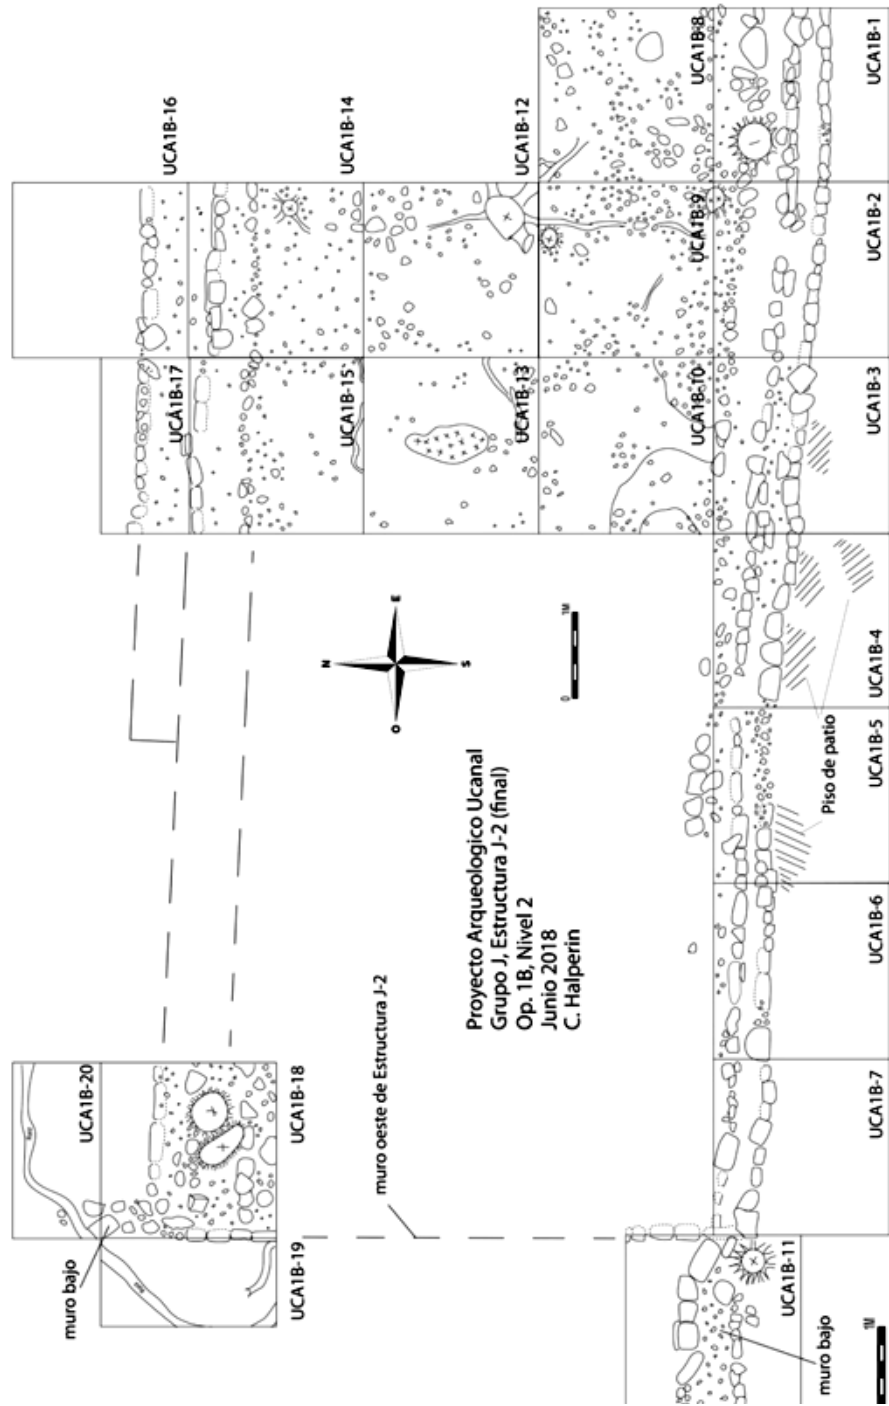 UCA1B-16
UCA1B-14
UCA1B-12
UCA1B-8
UCA1B-1
UCA1B-9
UCA1B-2
UCA1B-17
UCA1B-15
UCA1B-13
UCA1B-10
UCA1B-3
UCA1B-4
N
E
S
O
0 1M
Proyecto Arqueologico Ucanal
Grupo J, Estructura J-2 (final)
Op. 1B, Nivel 2
Junio 2018
C. Halperin
UCA1B-5
Piso de patio
UCA1B-6
UCA1B-7
UCA1B-20
UCA1B-18
muro oeste de Estructura J-2
muro bajo
UCA1B-19
UCA1B-11
muro bajo
1M